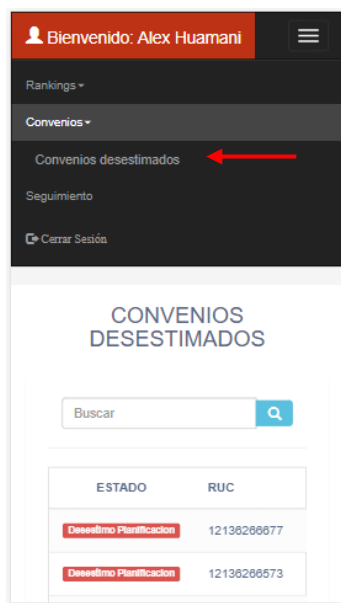 Bienvenido: Alex Huamani
Rankings
Convenios
Convenios desestimados
Seguimiento
Cerrar Sesión
CONVENIOS
DESESTIMADOS
Buscar
ESTADO RUC
Desestimo Planificacion 12136266677
Desestimo Planificacion 12136266573